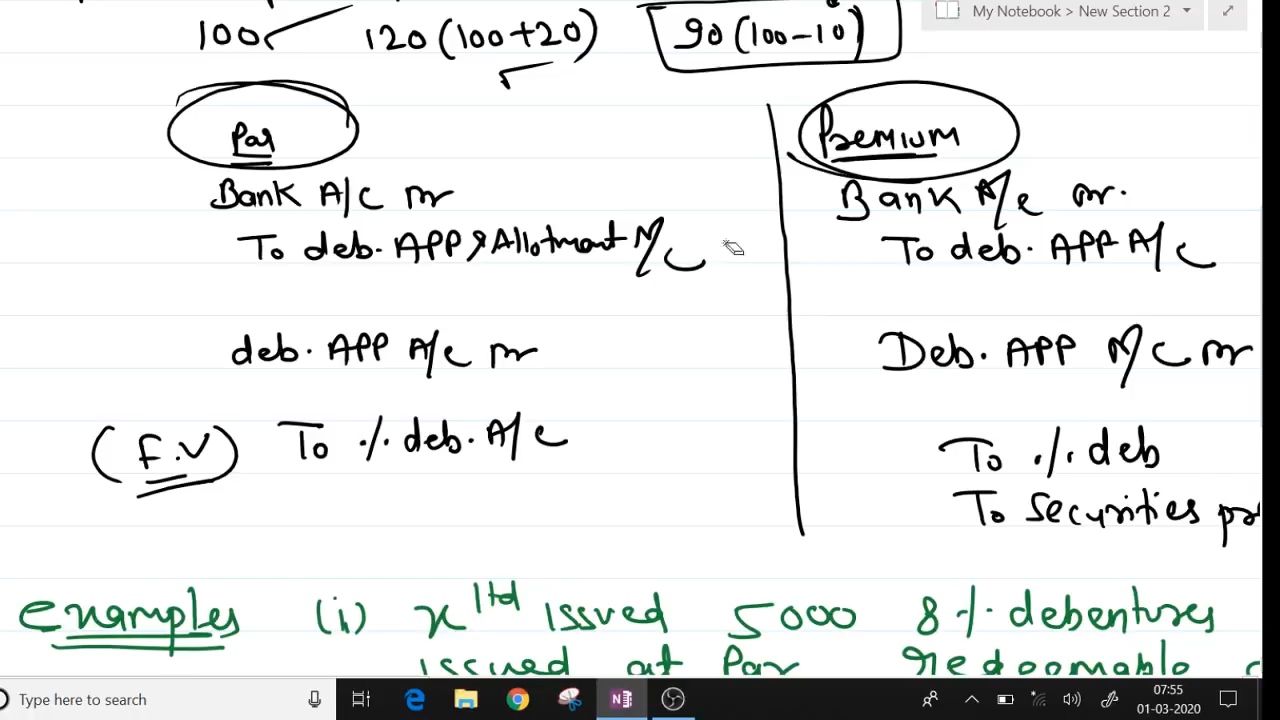 My Notebook > New Section 2
100 120 (100+20) 90 (100-10)
Par
Bank A/C Dr
To deb. APP & Allotment A/C
deb. APP A/C Dr
(F.V) To % deb. A/C
Premium
Bank A/C Dr.
To deb. APP A/C
Deb. APP A/C Dr
To % deb
To Securities pr
examples (i) x ltd issued 5000 8% debentures
issued at Par redeemable
Type here to search
07:55
01-03-2020